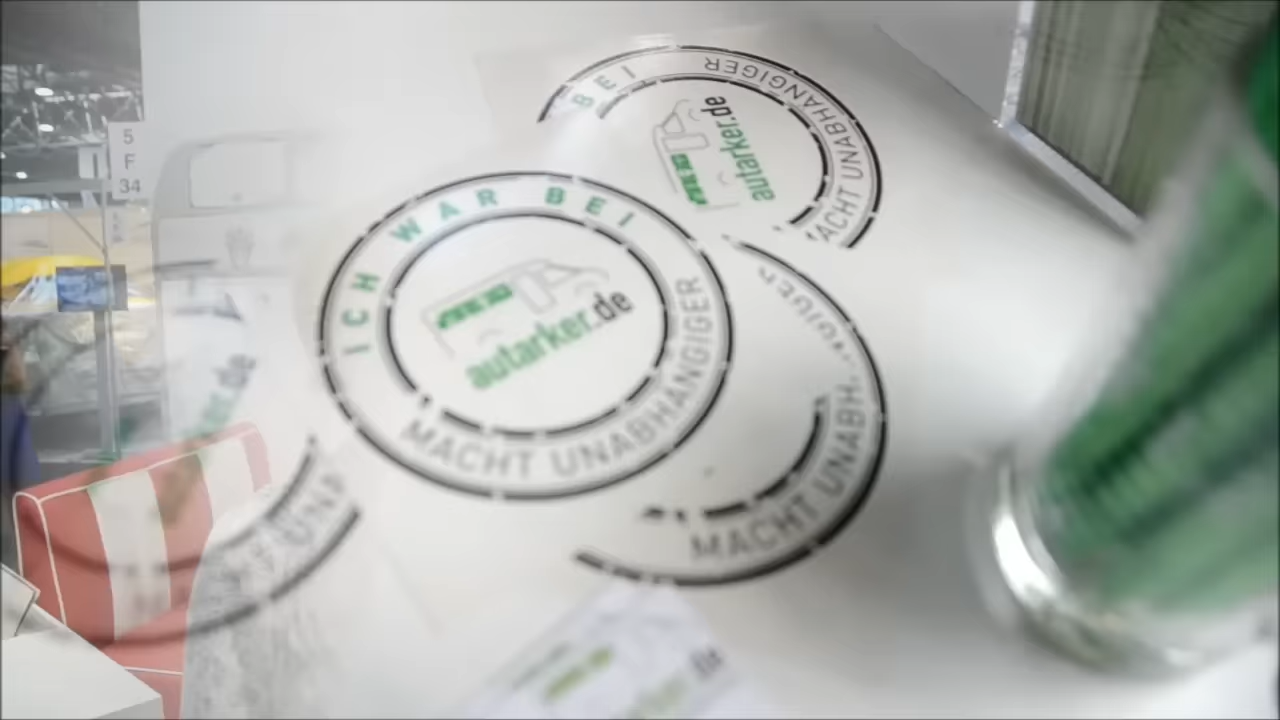 BEI
MACHT UNABHÄNGIGER
autarker.de
5
F
34
ICH WAR BEI
autarker.de
MACHT UNABHÄNGIGER
MACHT UNABH